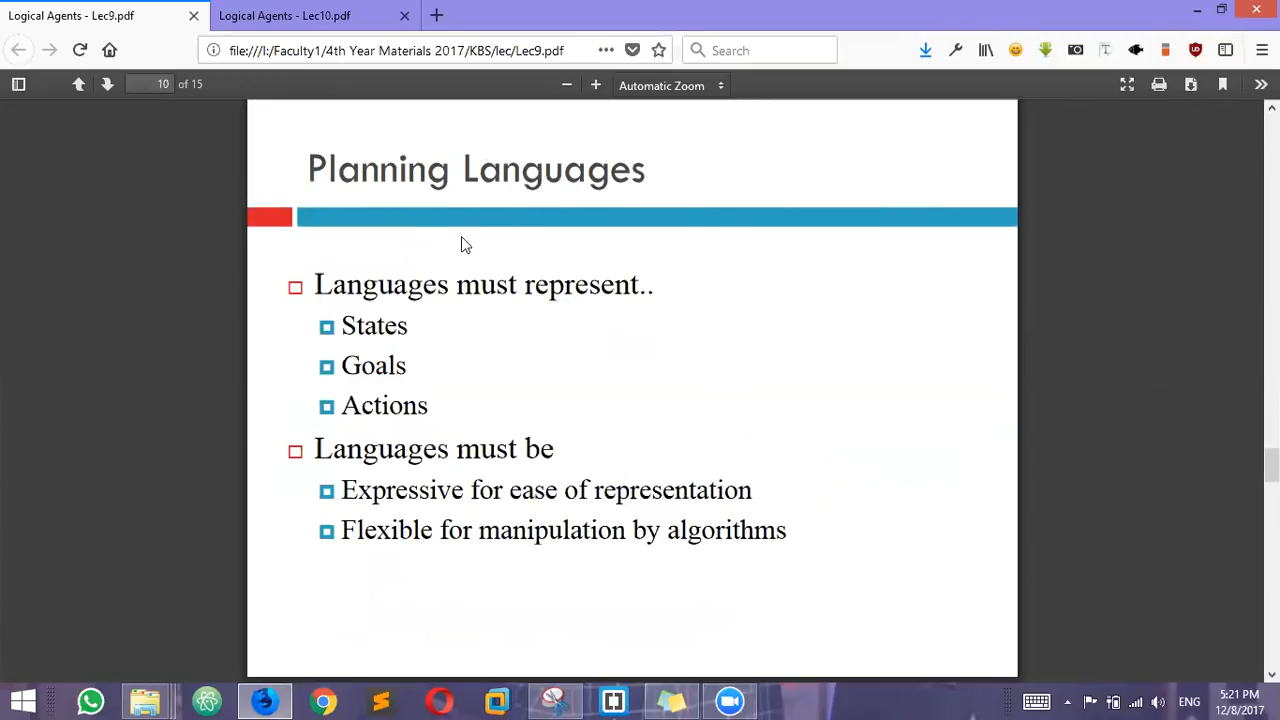 Logical Agents - Lec9.pdf
Logical Agents - Lec10.pdf
file:///I:/Faculty1/4th Year Materials 2017/KBS/lec/Lec9.pdf
Search
10 of 15
Automatic Zoom
Planning Languages
Languages must represent..
States
Goals
Actions
Languages must be
Expressive for ease of representation
Flexible for manipulation by algorithms
ENG
5:21 PM
12/8/2017